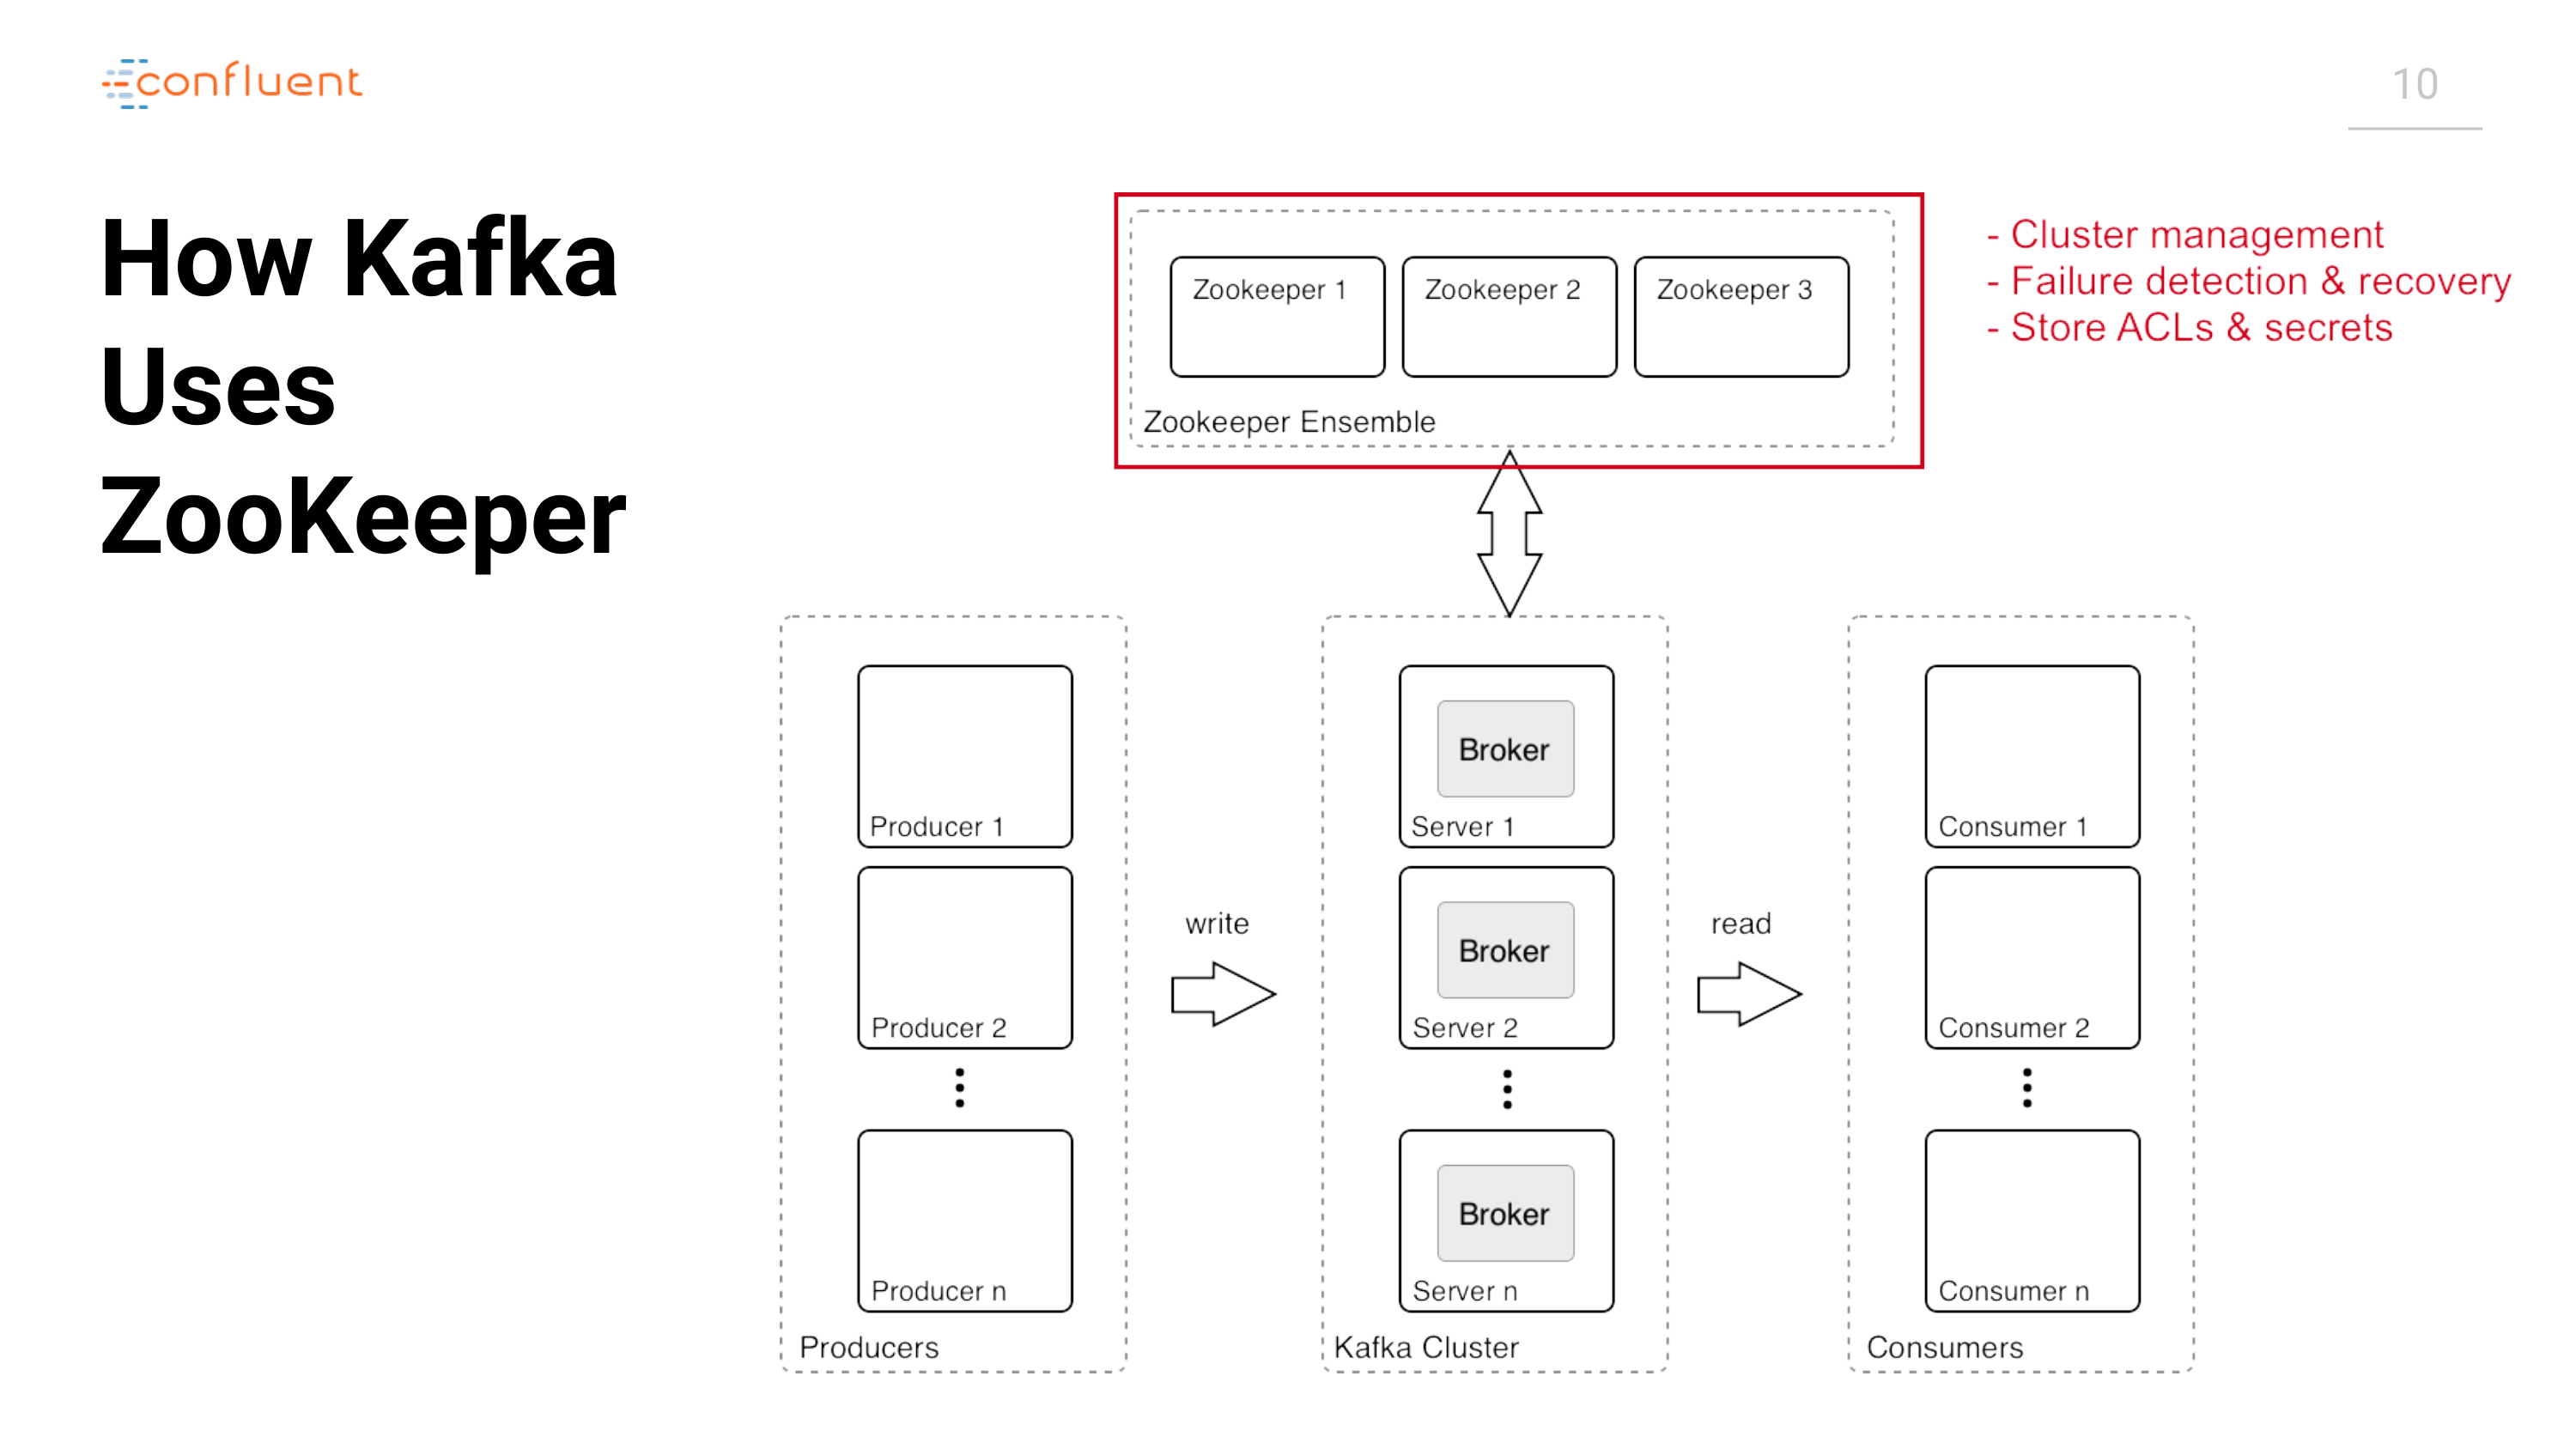 confluent
10
How Kafka
Uses
ZooKeeper
Zookeeper 1
Zookeeper 2
Zookeeper 3
Zookeeper Ensemble
- Cluster management
- Failure detection & recovery
- Store ACLs & secrets
Producer 1
Producer 2
Producer n
Producers
write
Broker
Server 1
Broker
Server 2
Broker
Server n
Kafka Cluster
read
Consumer 1
Consumer 2
Consumer n
Consumers